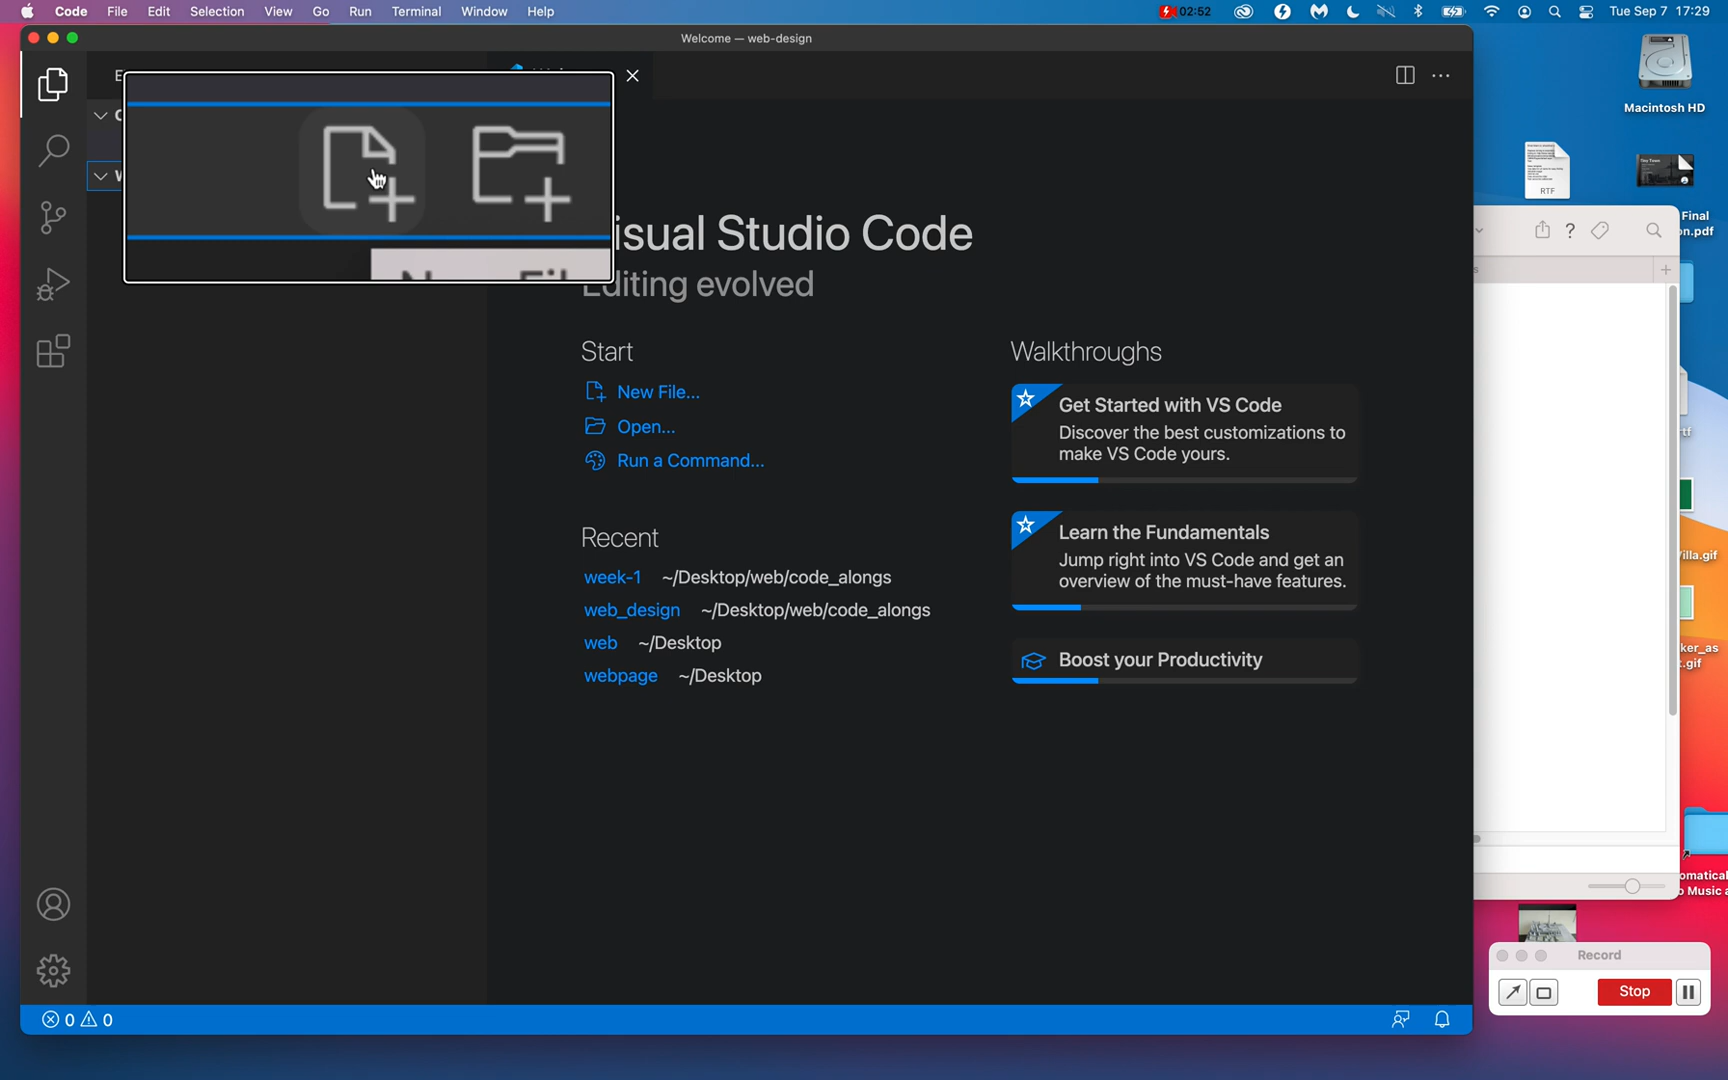 Code File Edit Selection View Go Run Terminal Window Help 02:52 Tue Sep 7 17:29
Welcome — web-design
Macintosh HD
RTF
Final
on.pdf
isual Studio Code
Editing evolved
Start
New File...
Open...
Run a Command...
Walkthroughs
Get Started with VS Code
Discover the best customizations to
make VS Code yours.
Learn the Fundamentals
Jump right into VS Code and get an
overview of the must-have features.
Boost your Productivity
Recent
week-1 ~/Desktop/web/code_alongs
web_design ~/Desktop/web/code_alongs
web ~/Desktop
webpage ~/Desktop
tf
illa.gif
ker_as
t.gif
omatical
o Music a
Record
Stop
0 0